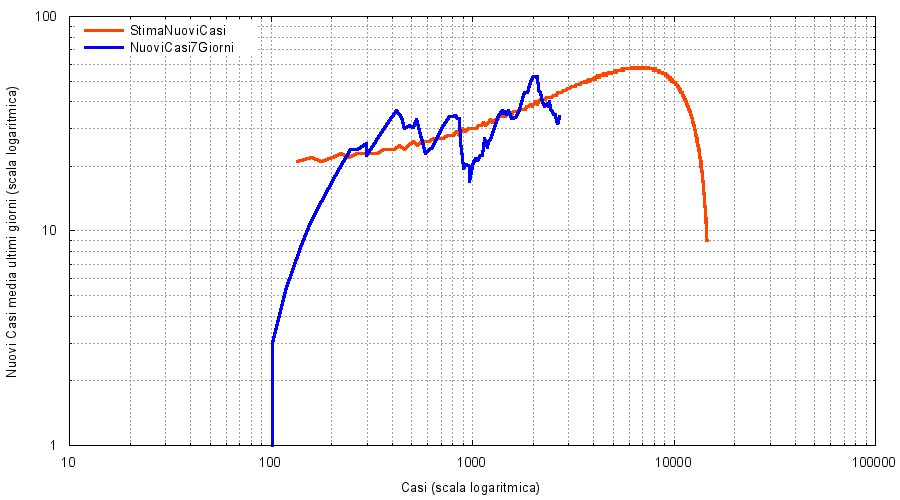 100
StimaNuoviCasi
NuoviCasi7Giorni
Nuovi Casi media ultimi giorni (scala logaritmica)
10
1
10
100
1000
10000
100000
Casi (scala logaritmica)